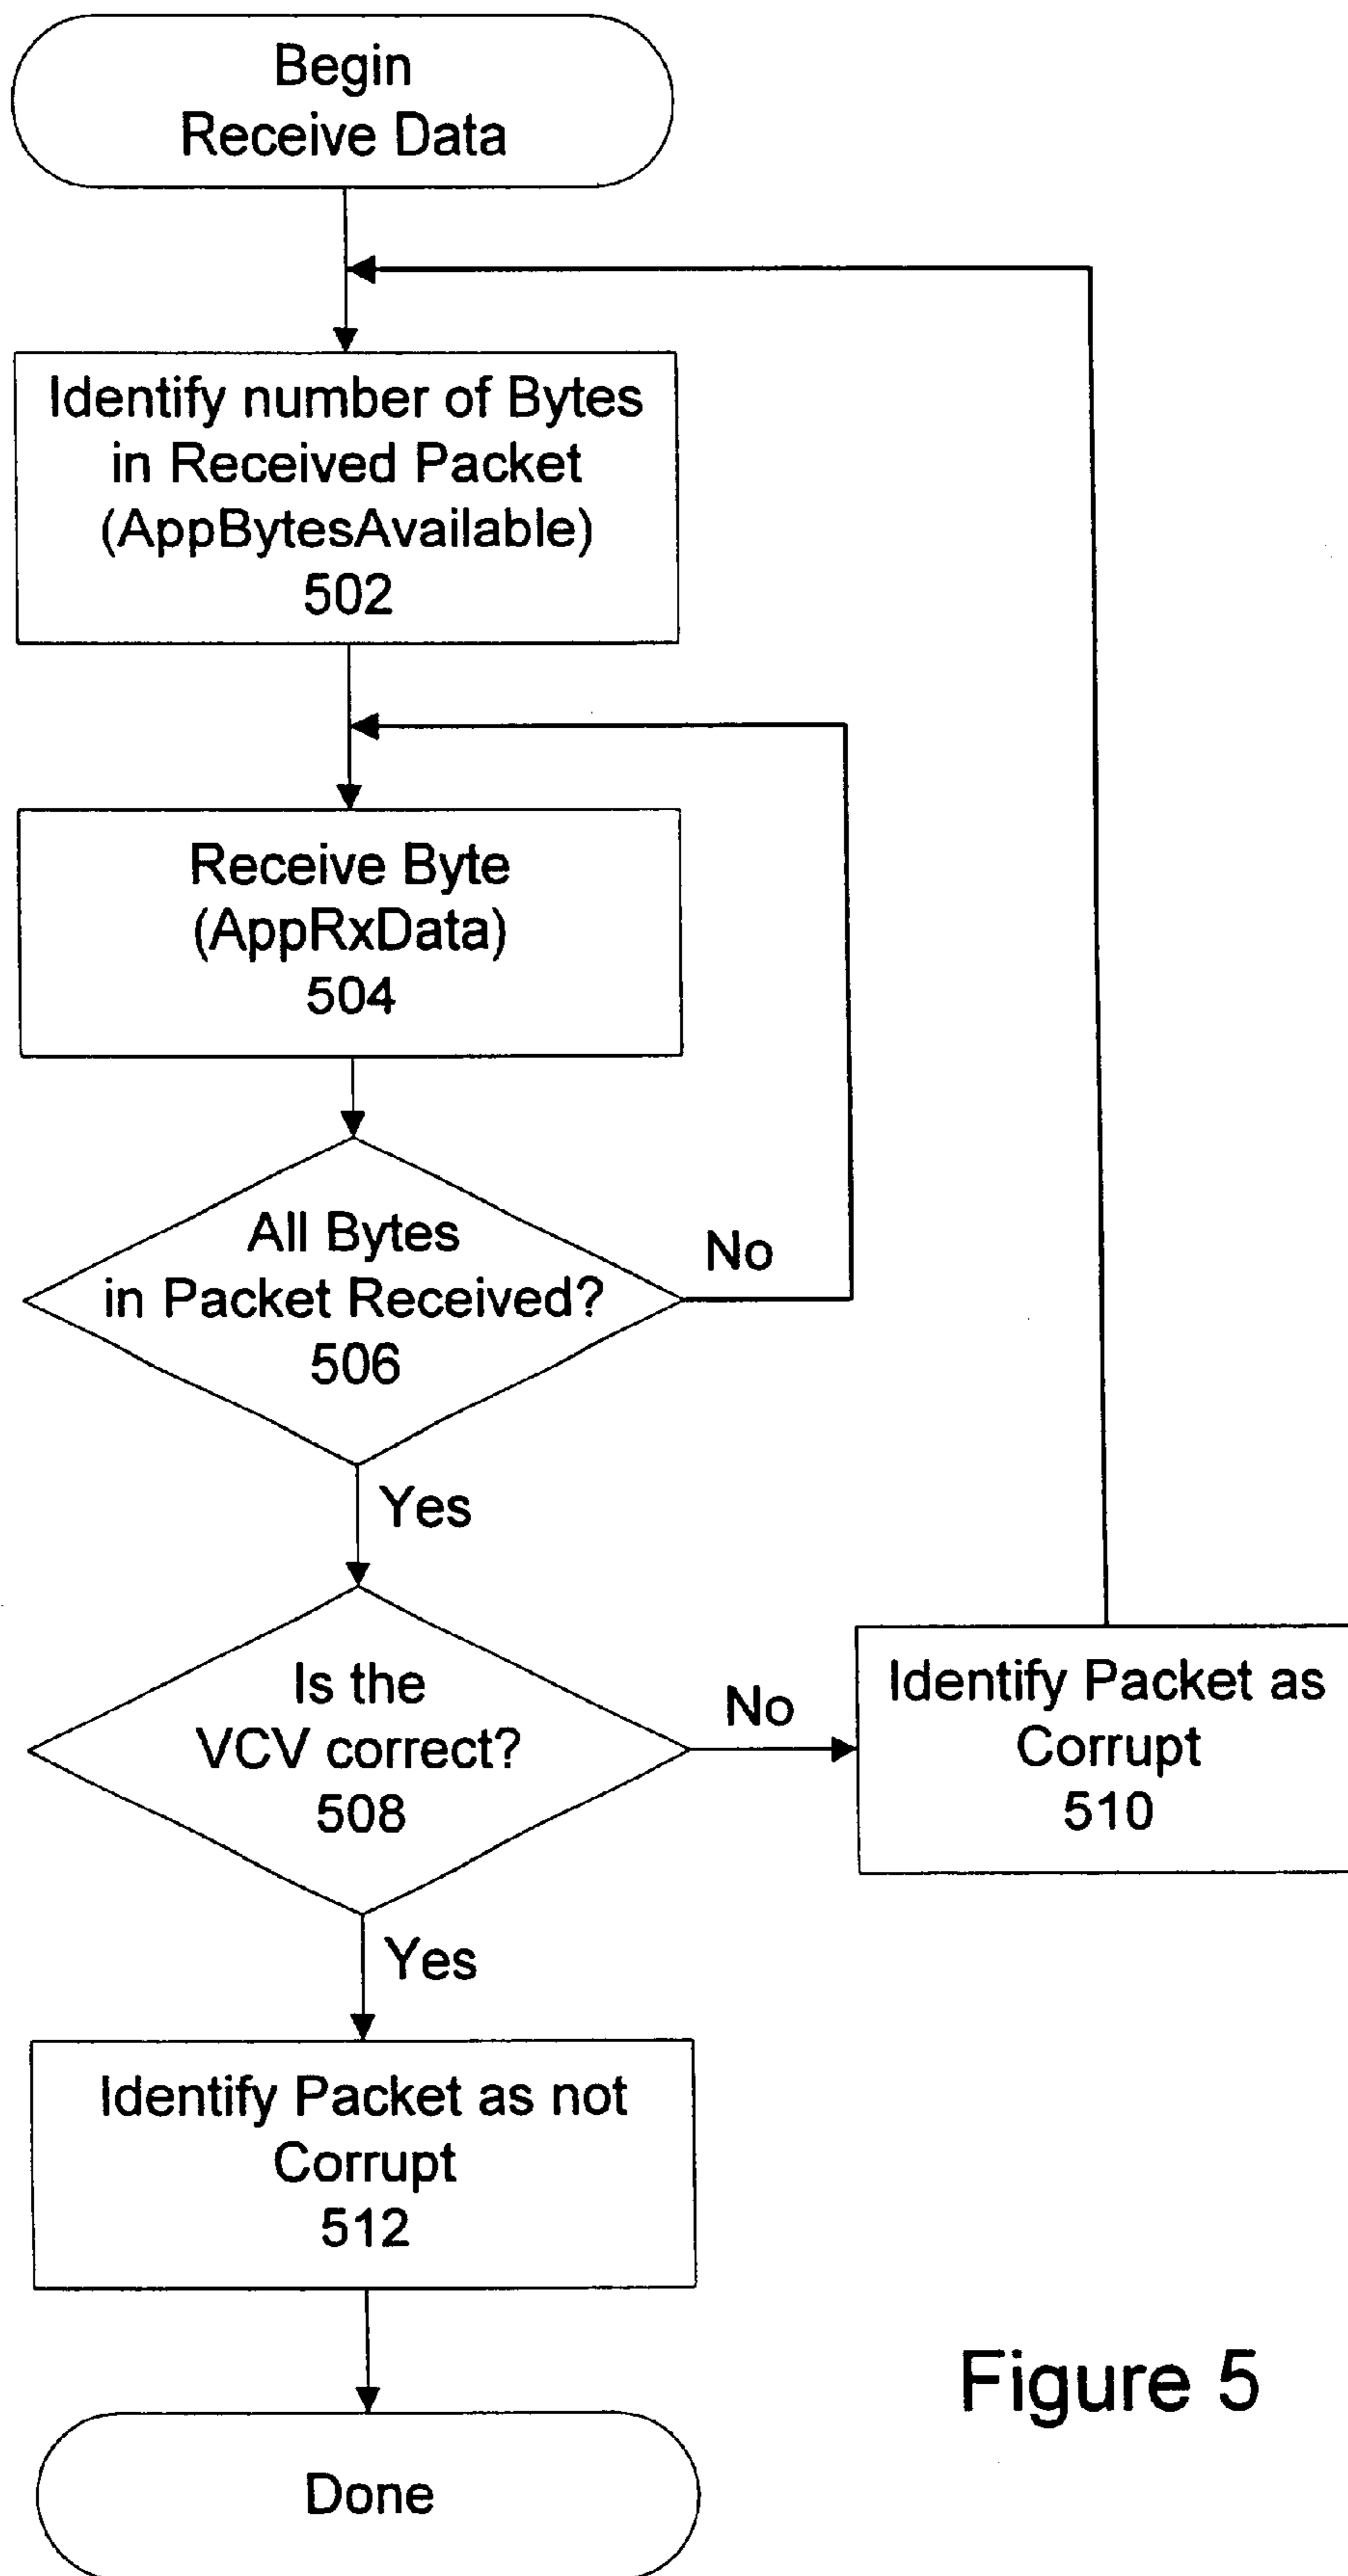 Begin
Receive Data
Identify number of Bytes
in Received Packet
(AppBytesAvailable)
502
Receive Byte
(AppRxData)
504
All Bytes
in Packet Received?
506
No
Yes
Is the
VCV correct?
508
No
Identify Packet as
Corrupt
510
Yes
Identify Packet as not
Corrupt
512
Done
Figure 5